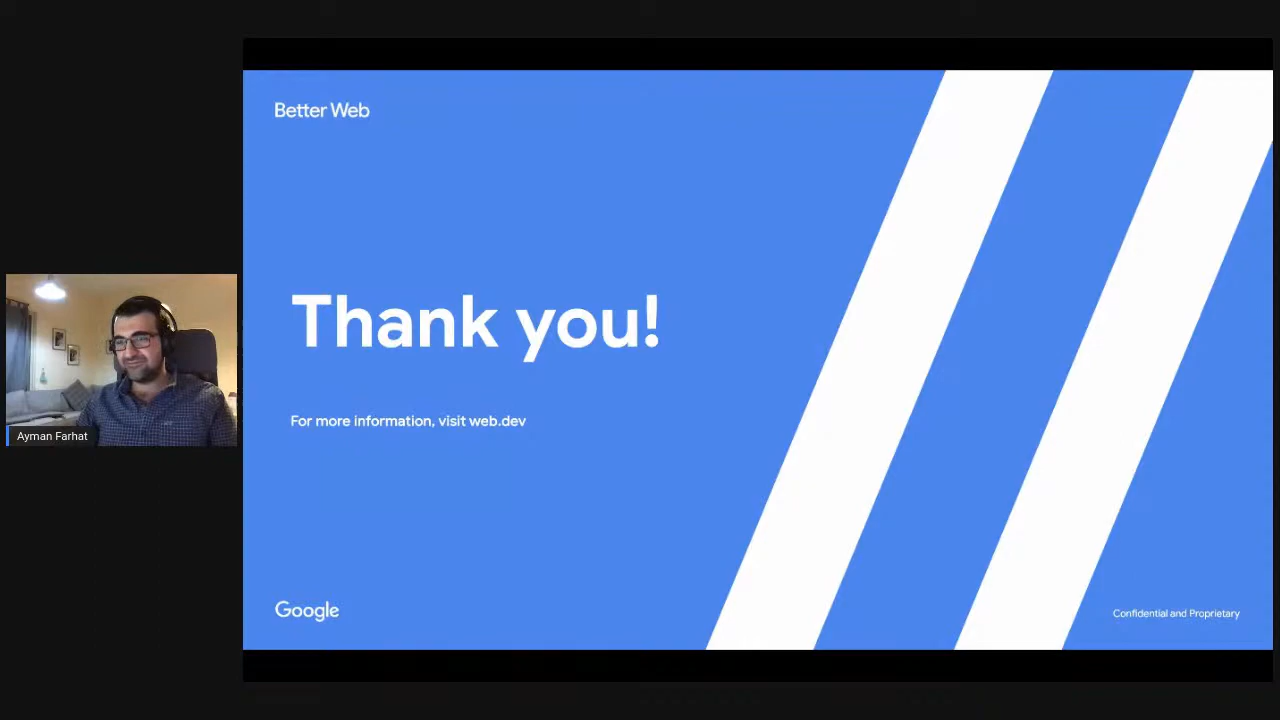 Better Web
Thank you!
For more information, visit web.dev
Ayman Farhat
Google
Confidential and Proprietary